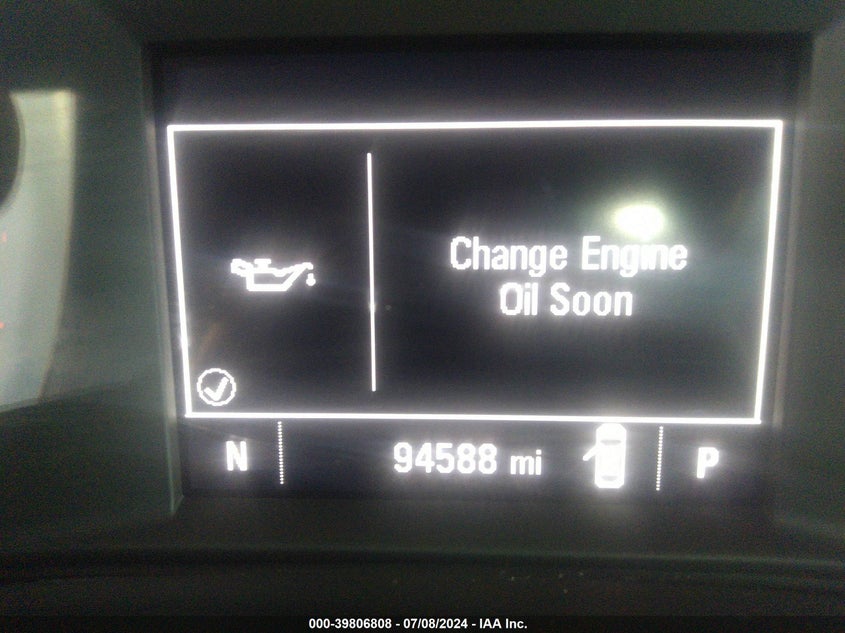 Change Engine
Oil Soon
N 94588 mi P
000-39806808 - 07/08/2024 - IAA Inc.